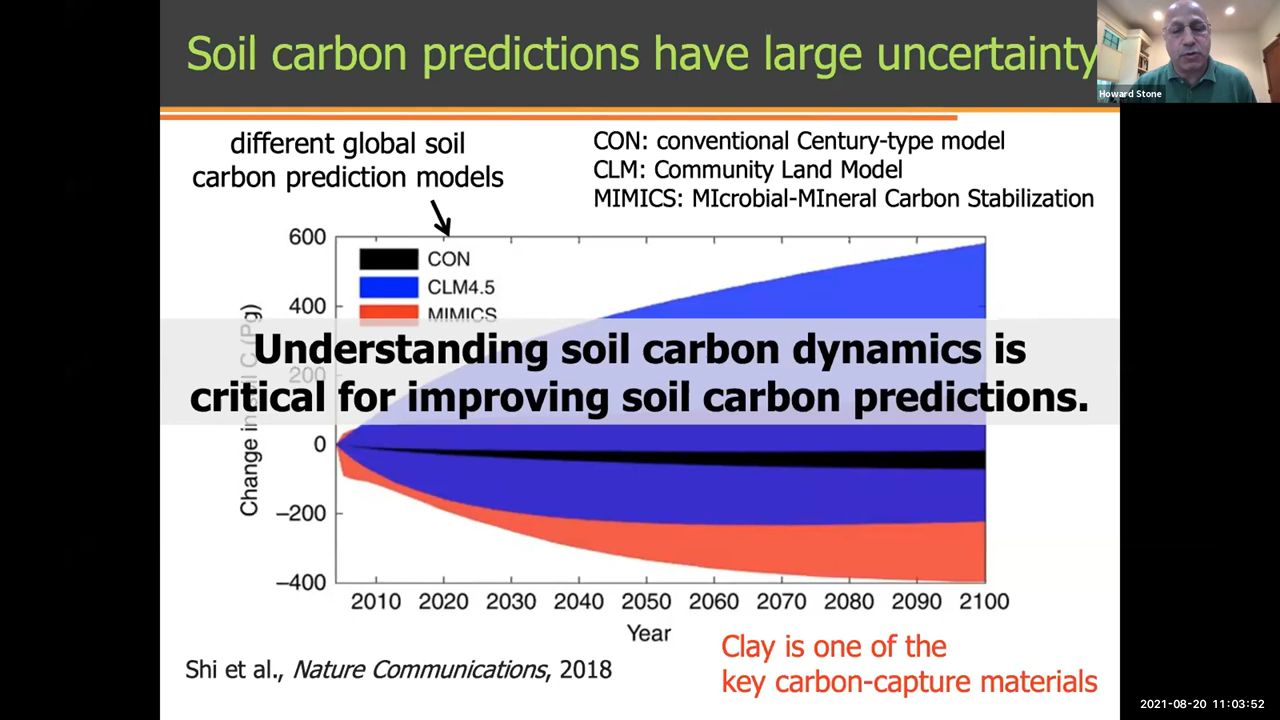 Soil carbon predictions have large uncertainty
Howard Stone
different global soil
carbon prediction models
CON: conventional Century-type model
CLM: Community Land Model
MIMICS: MIcrobial-MIneral Carbon Stabilization
600
400
200
0
−200
−400
Change in soil C (Pg)
CON
CLM4.5
MIMICS
Understanding soil carbon dynamics is
critical for improving soil carbon predictions.
2010 2020 2030 2040 2050 2060 2070 2080 2090 2100
Year
Clay is one of the
key carbon-capture materials
Shi et al., Nature Communications, 2018
2021-08-20 11:03:52